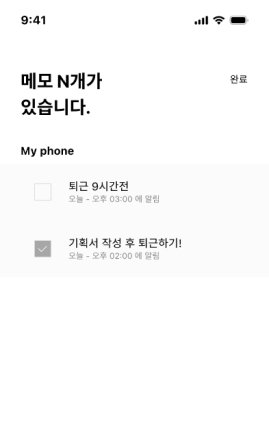 9:41
메모 N개가
완료
있습니다.
My phone
퇴근 9시간전
오늘 - 오후 03:00 에 알림
기획서 작성 후 퇴근하기!
오늘 - 오후 02:00 에 알림